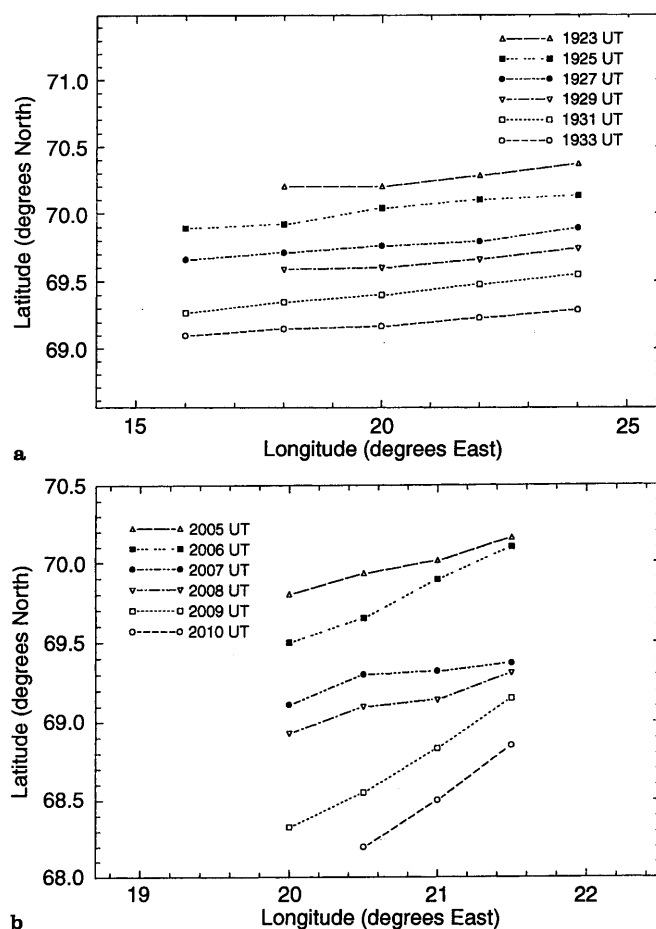 71.0
70.5
70.0
69.5
69.0
Latitude (degrees North)
1923 UT
1925 UT
1927 UT
1929 UT
1931 UT
1933 UT
15
20
25
Longitude (degrees East)
a
70.5
70.0
69.5
69.0
68.5
68.0
Latitude (degrees North)
2005 UT
2006 UT
2007 UT
2008 UT
2009 UT
2010 UT
19
20
21
22
Longitude (degrees East)
b